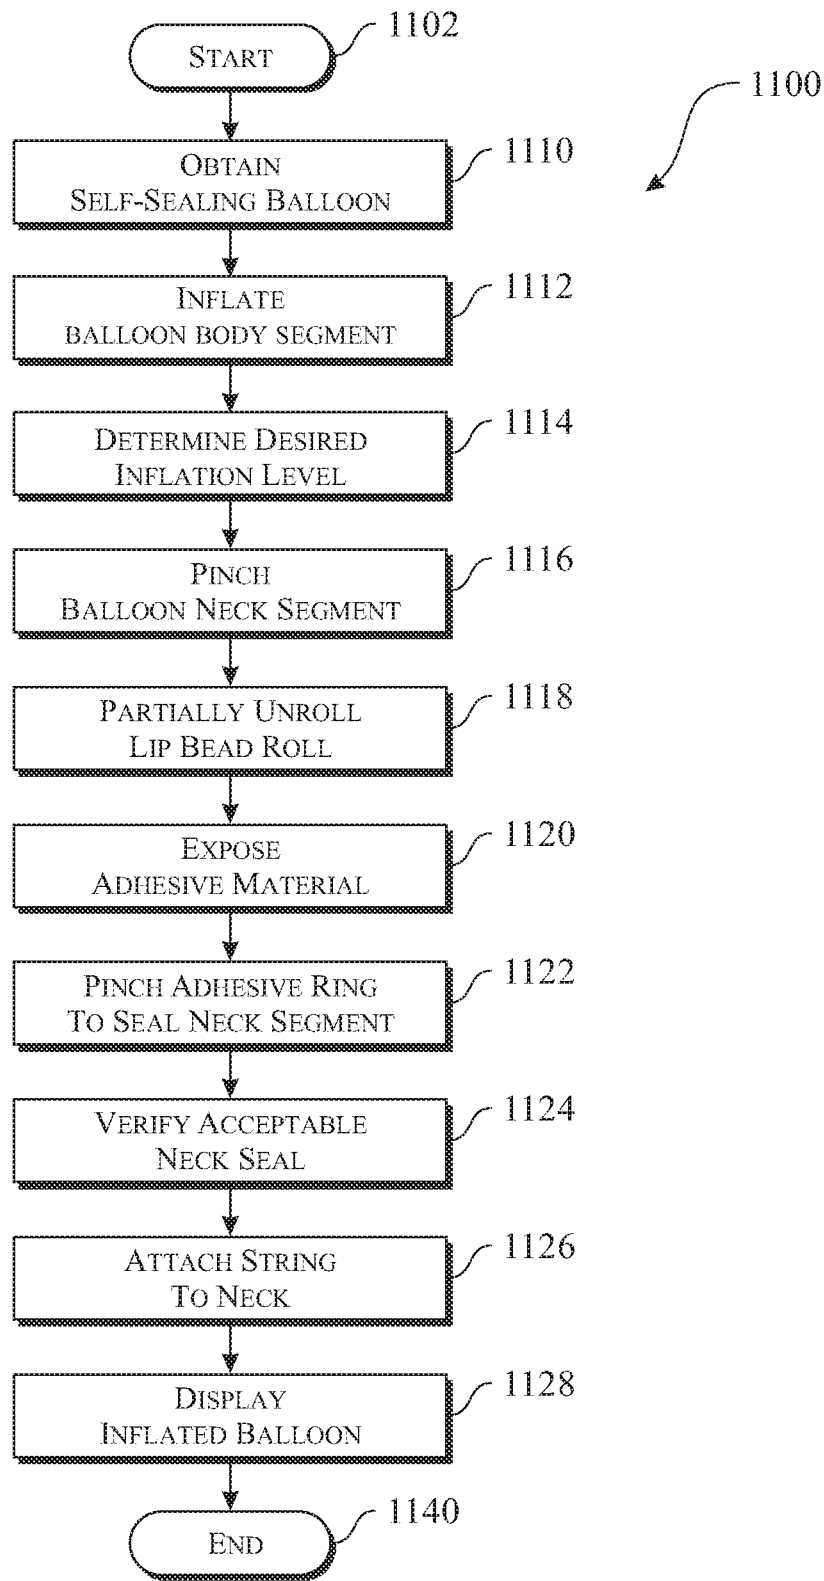 START
1102
1100
OBTAIN
SELF-SEALING BALLOON
1110
INFLATE
BALLOON BODY SEGMENT
1112
DETERMINE DESIRED
INFLATION LEVEL
1114
PINCH
BALLOON NECK SEGMENT
1116
PARTIALLY UNROLL
LIP BEAD ROLL
1118
EXPOSE
ADHESIVE MATERIAL
1120
PINCH ADHESIVE RING
TO SEAL NECK SEGMENT
1122
VERIFY ACCEPTABLE
NECK SEAL
1124
ATTACH STRING
TO NECK
1126
DISPLAY
INFLATED BALLOON
1128
END
1140